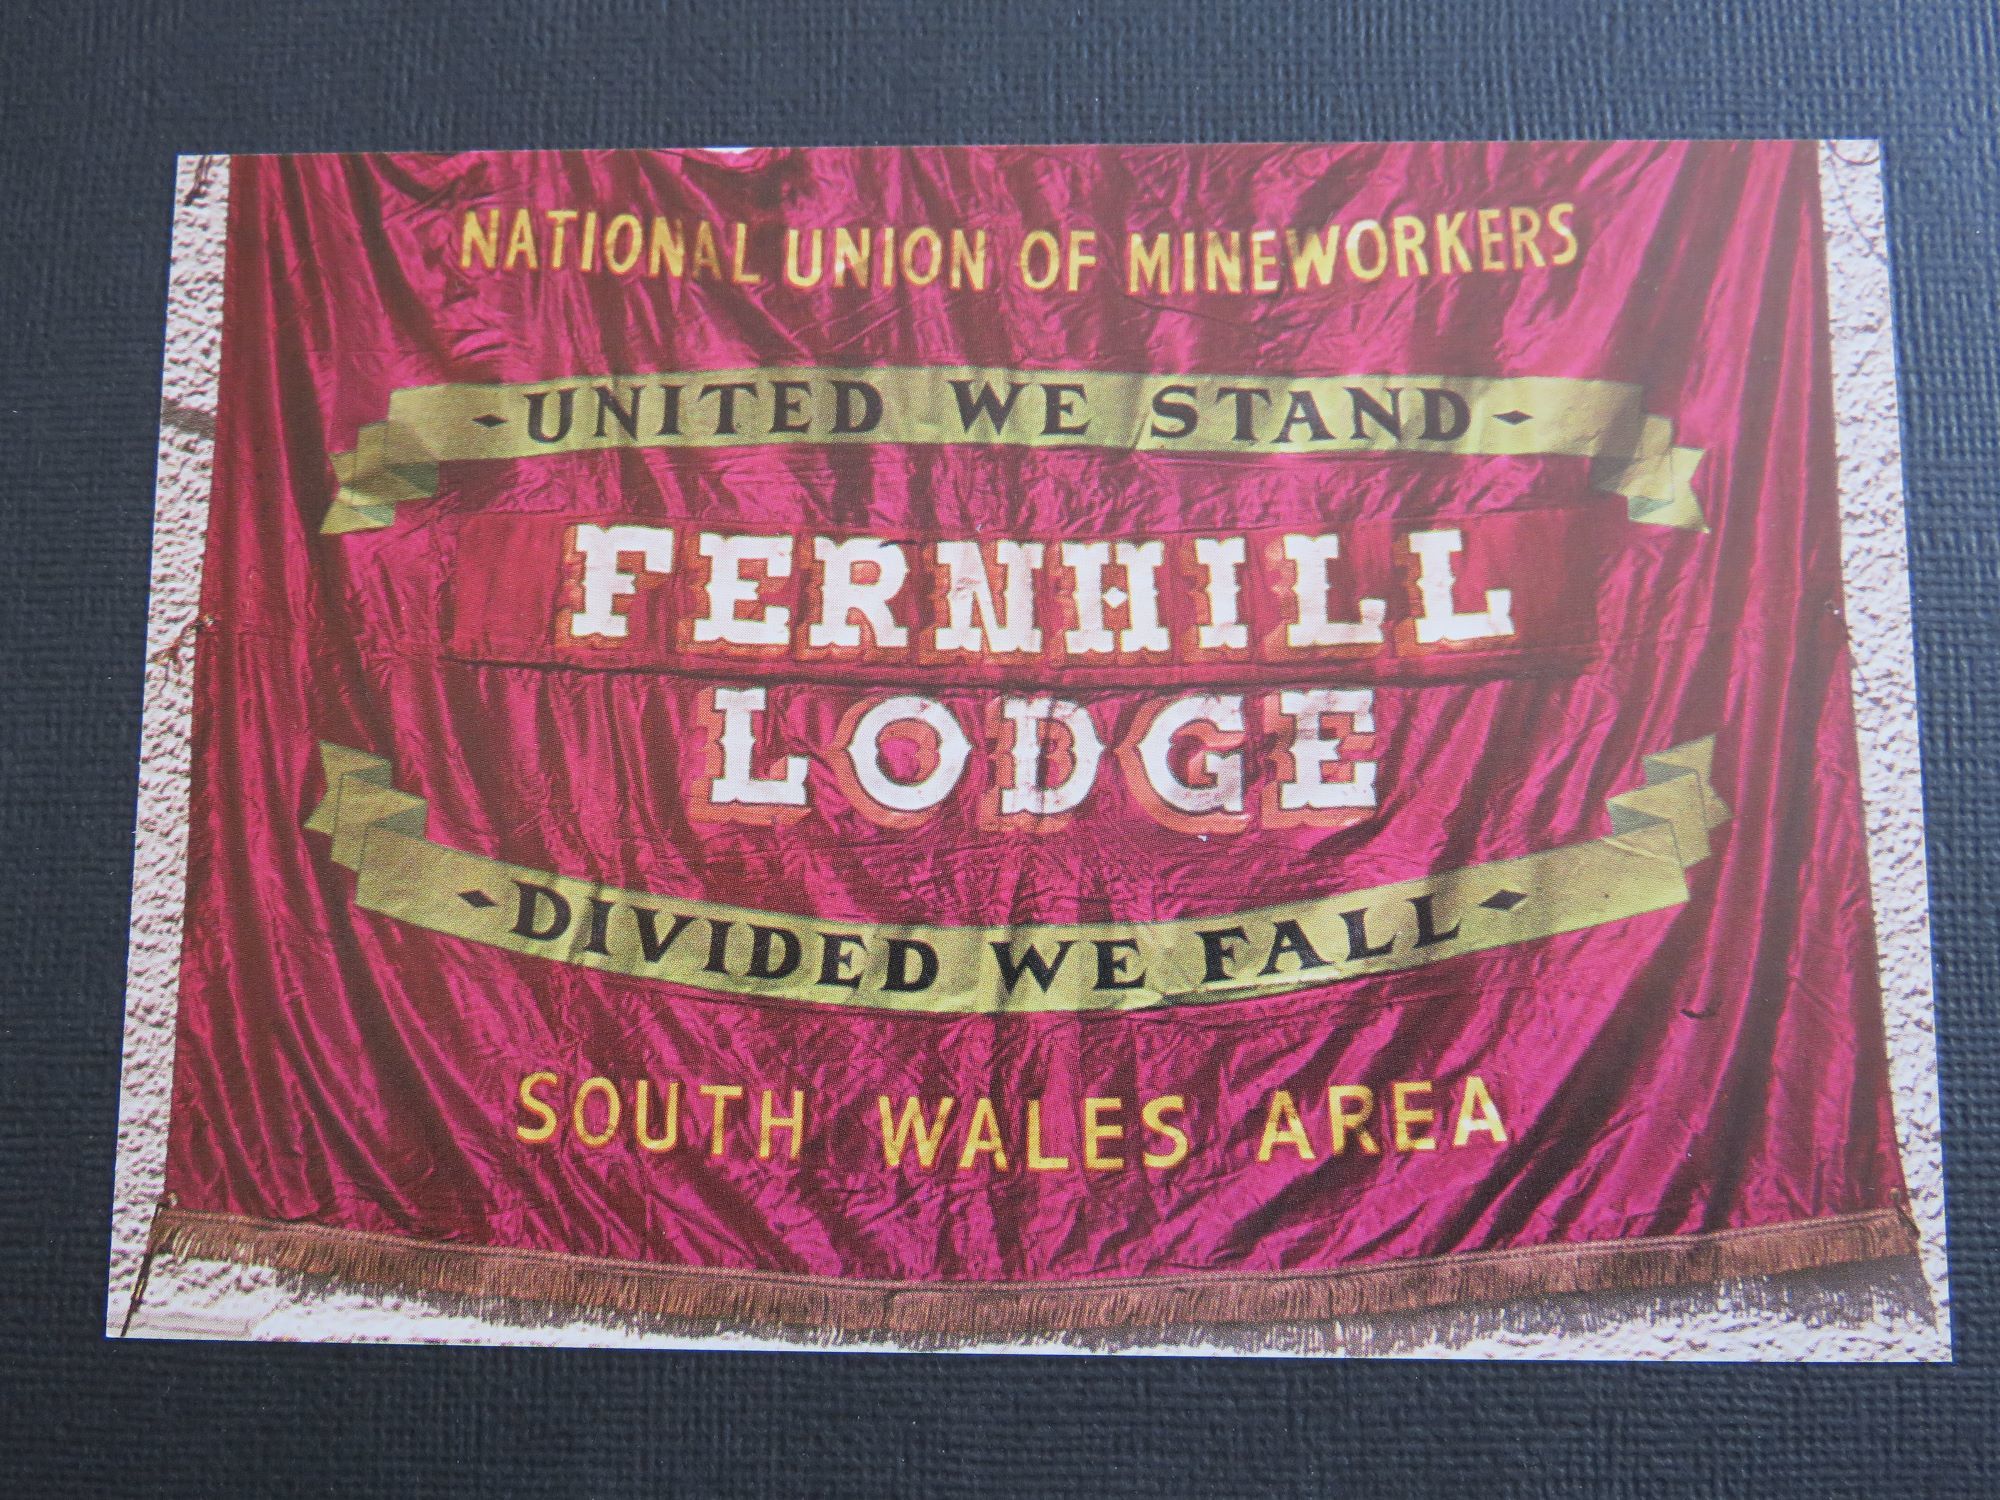 NATIONAL UNION OF MINEWORKERS
UNITED WE STAND
FERNHILL
LODGE
DIVIDED WE FALL
SOUTH WALES AREA